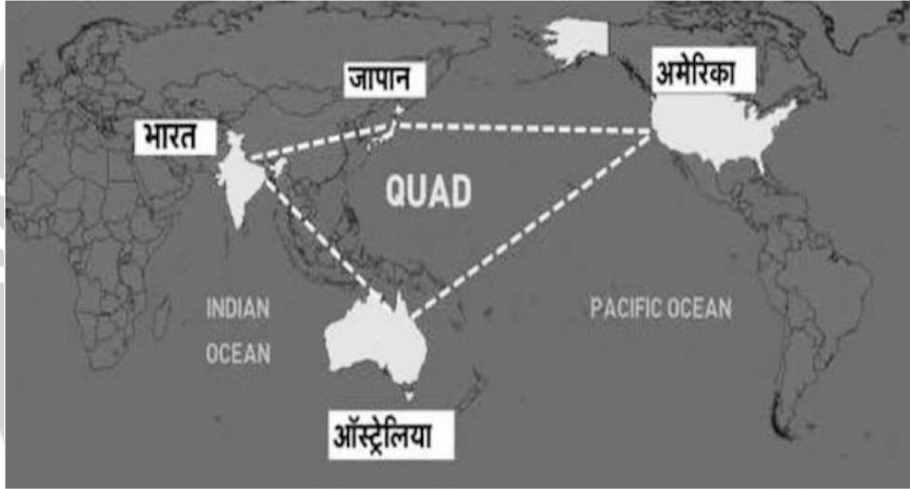 जापान
अमेरिका
भारत
QUAD
INDIAN
OCEAN
PACIFIC OCEAN
ऑस्ट्रेलिया